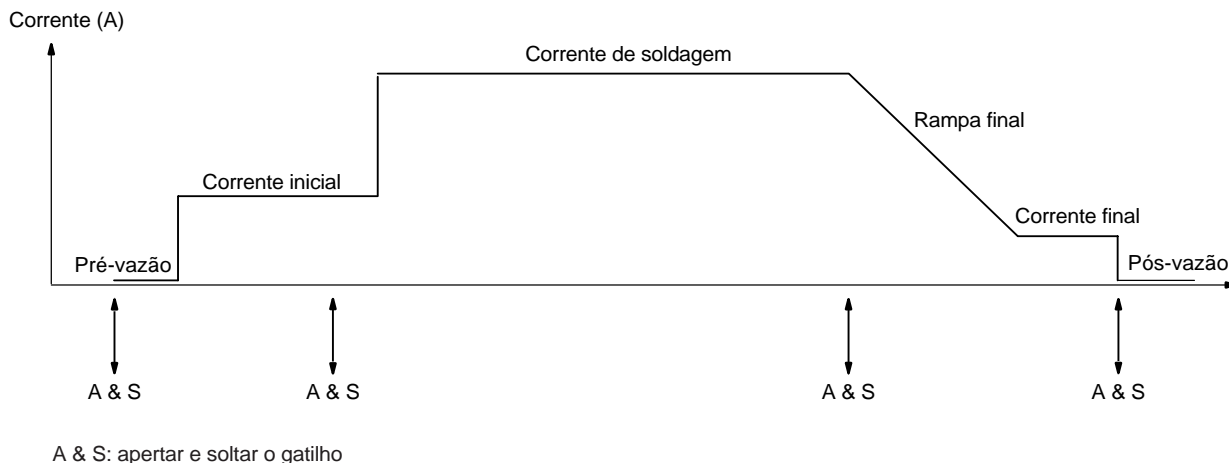 Corrente (A)
Corrente de soldagem
Rampa final
Corrente inicial
Corrente final
Pré-vazão
Pós-vazão
A & S
A & S
A & S
A & S
A & S: apertar e soltar o gatilho